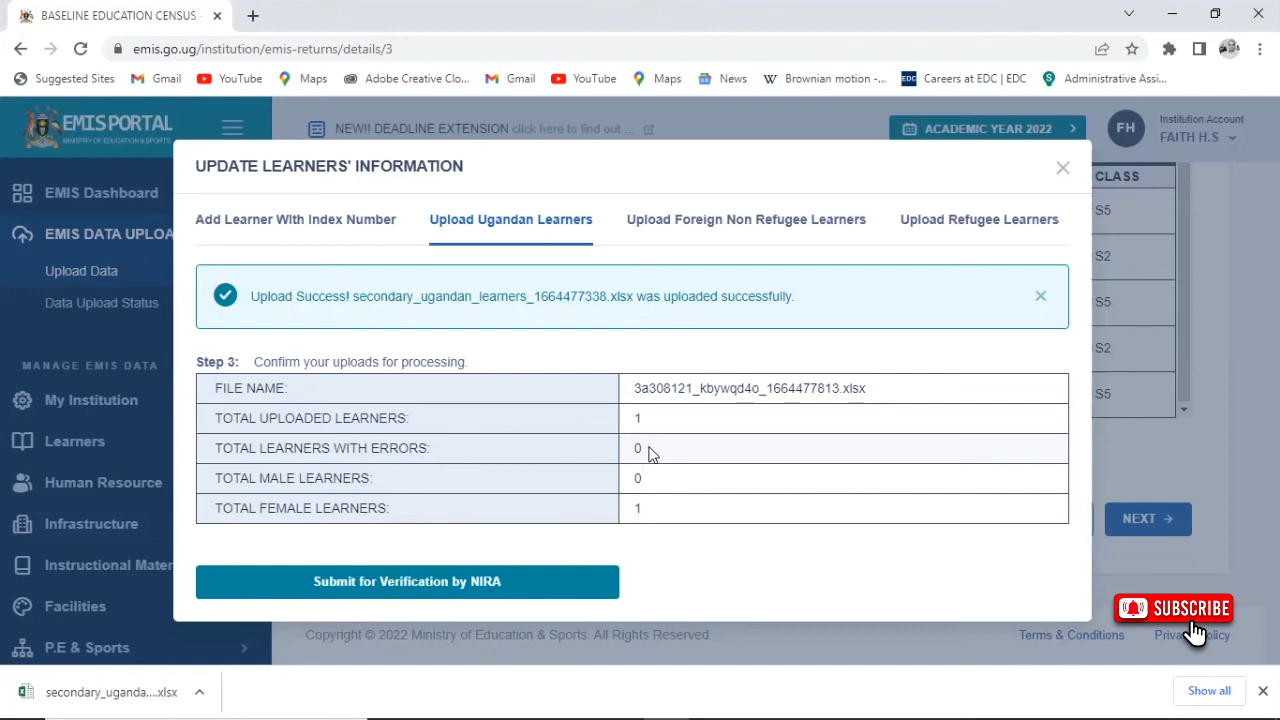 BASELINE EDUCATION CENSUS -
emis.go.ug/institution/emis-returns/details/3
Suggested Sites
Gmail
YouTube
Maps
Adobe Creative Clo...
Gmail
YouTube
Maps
News
Brownian motion -...
EDC Careers at EDC | EDC
Administrative Assi...
EMIS PORTAL
MINISTRY OF EDUCATION & SPORTS
NEW!! DEADLINE EXTENSION click here to find out ...
ACADEMIC YEAR 2022
FH
Institution Account
FAITH H.S
EMIS Dashboard
EMIS DATA UPLOA
Upload Data
Data Upload Status
MANAGE EMIS DATA
My Institution
Learners
Human Resource
Infrastructure
Instructional Mater
Facilities
P.E & Sports
UPDATE LEARNERS' INFORMATION
Add Learner With Index Number
Upload Ugandan Learners
Upload Foreign Non Refugee Learners
Upload Refugee Learners
Upload Success! secondary_ugandan_learners_1664477338.xlsx was uploaded successfully.
Step 3: Confirm your uploads for processing.
FILE NAME: 3a308121_kbywqd4o_1664477813.xlsx
TOTAL UPLOADED LEARNERS: 1
TOTAL LEARNERS WITH ERRORS: 0
TOTAL MALE LEARNERS: 0
TOTAL FEMALE LEARNERS: 1
Submit for Verification by NIRA
CLASS
S5
S2
S5
S2
S5
NEXT
SUBSCRIBE
Copyright © 2022 Ministry of Education & Sports. All Rights Reserved.
Terms & Conditions
secondary_uganda....xlsx
Show all